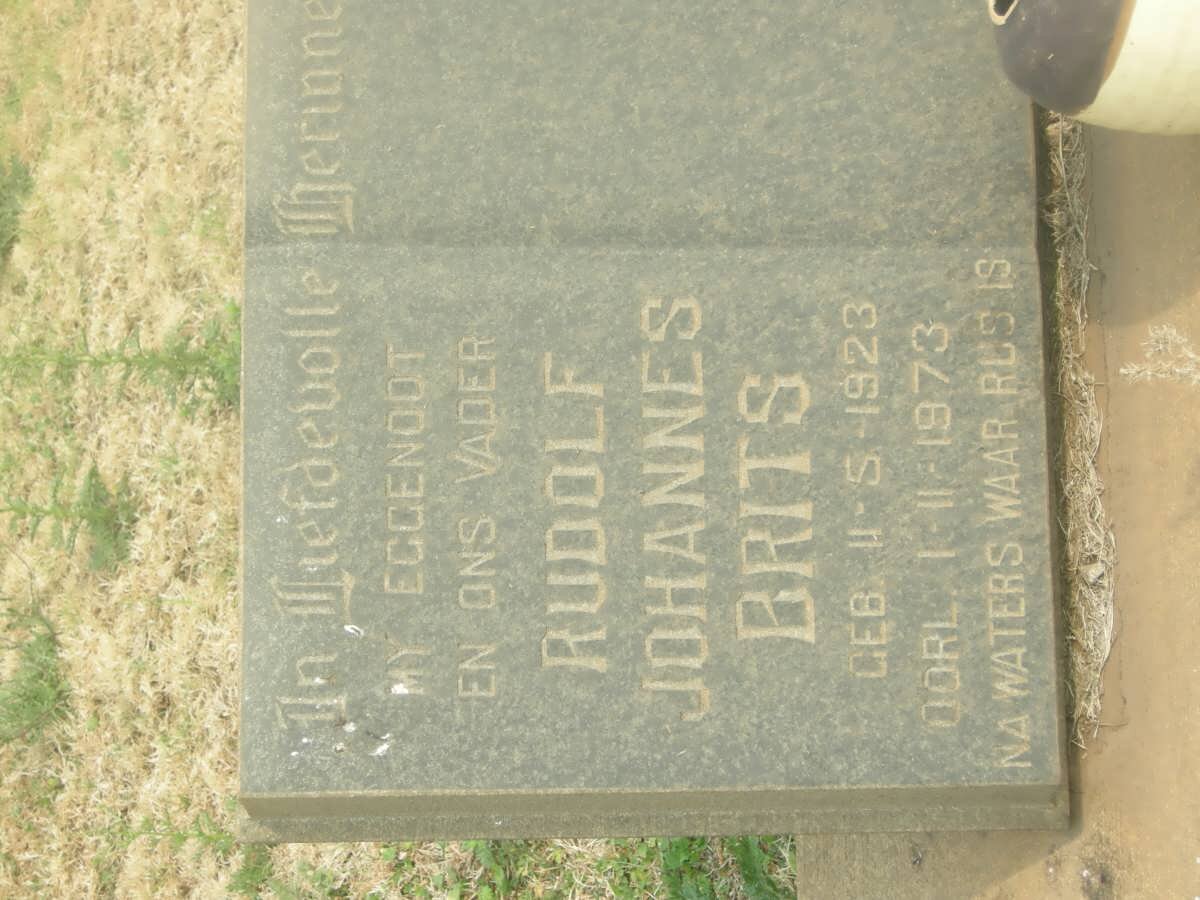 In Liefdevolle Herinne
MY EGGENOOT
EN ONS VADER
RUDOLF
JOHANNES
BRITS
GEB. 11-5-1923
OORL. 1-11-1973
NA WATERS WAAR RUS IS